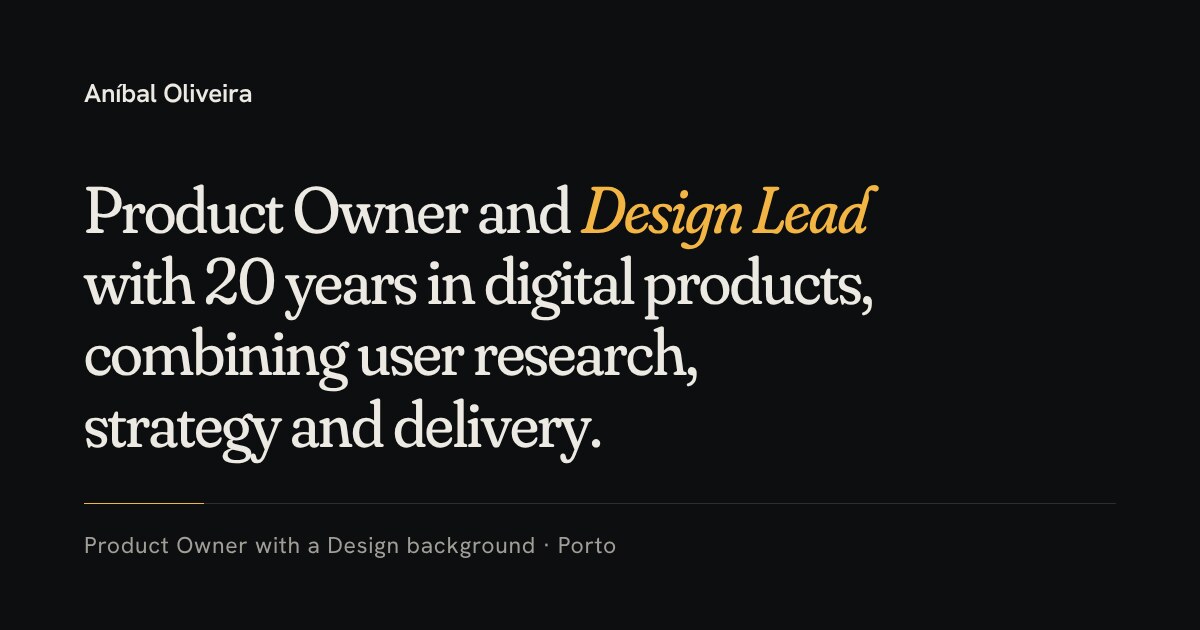 Aníbal Oliveira
Product Owner and Design Lead
with 20 years in digital products,
combining user research,
strategy and delivery.
Product Owner with a Design background · Porto